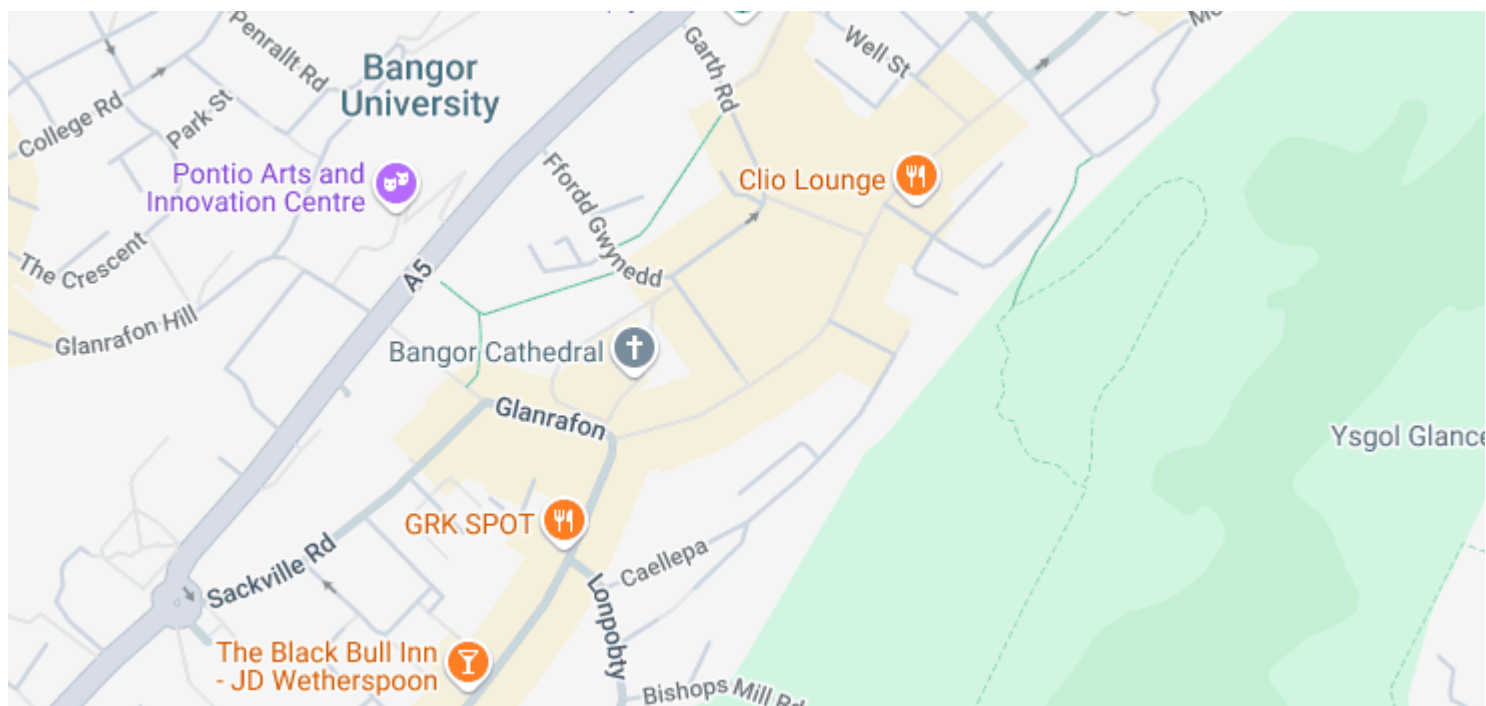 Penrallt Rd
Bangor
University
Garth Rd
Well St
College Rd
Park St
Pontio Arts and
Innovation Centre
Ffordd Gwynedd
Clio Lounge
The Crescent
A5
Glanrafon Hill
Bangor Cathedral
Glanrafon
Ysgol Glance
GRK SPOT
Sackville Rd
Caellepa
Lonpobty
The Black Bull Inn
- JD Wetherspoon
Bishops Mill Rd